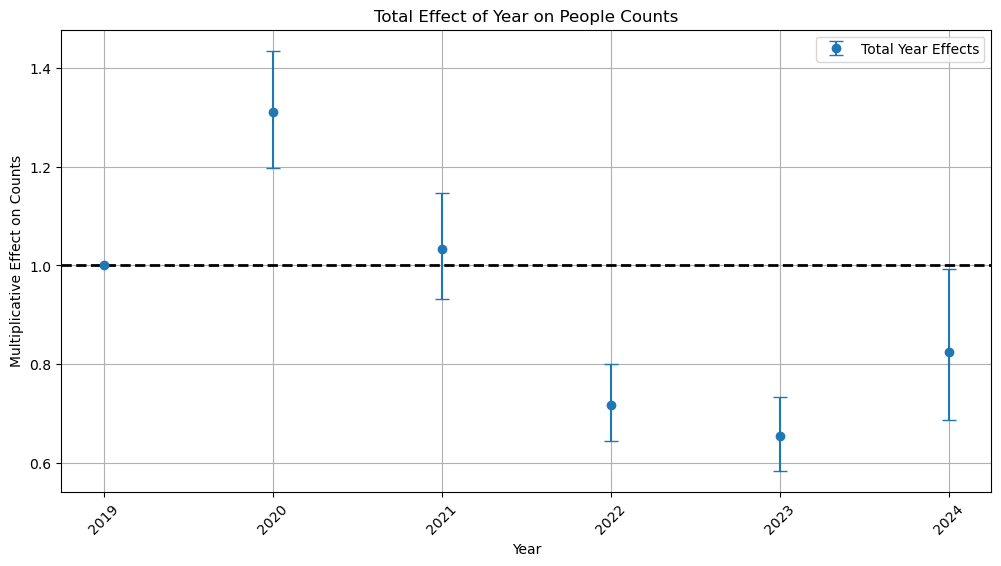 Total Effect of Year on People Counts
Total Year Effects
Multiplicative Effect on Counts
1.4
1.2
1.0
0.8
0.6
2019
2020
2021
2022
2023
2024
Year